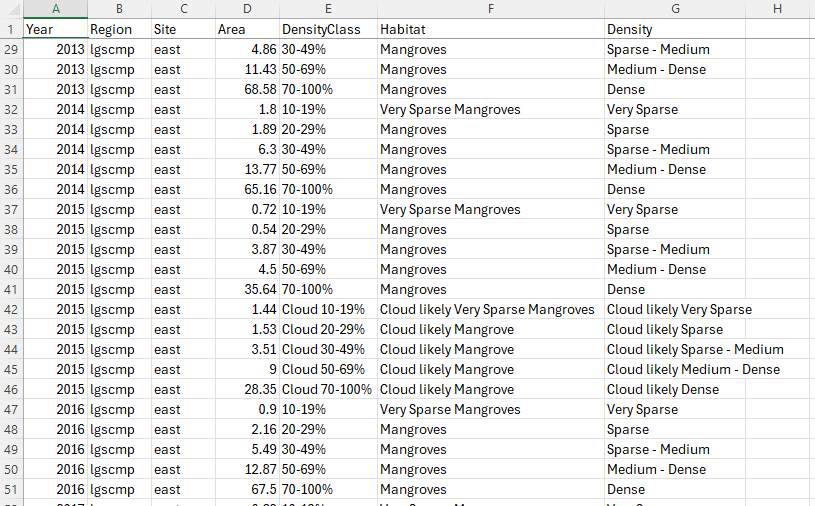 A B C D E F G H
1 Year Region Site Area DensityClass Habitat Density
29 2013 lgscmp east 4.86 30-49% Mangroves Sparse - Medium
30 2013 lgscmp east 11.43 50-69% Mangroves Medium - Dense
31 2013 lgscmp east 68.58 70-100% Mangroves Dense
32 2014 lgscmp east 1.8 10-19% Very Sparse Mangroves Very Sparse
33 2014 lgscmp east 1.89 20-29% Mangroves Sparse
34 2014 lgscmp east 6.3 30-49% Mangroves Sparse - Medium
35 2014 lgscmp east 13.77 50-69% Mangroves Medium - Dense
36 2014 lgscmp east 65.16 70-100% Mangroves Dense
37 2015 lgscmp east 0.72 10-19% Very Sparse Mangroves Very Sparse
38 2015 lgscmp east 0.54 20-29% Mangroves Sparse
39 2015 lgscmp east 3.87 30-49% Mangroves Sparse - Medium
40 2015 lgscmp east 4.5 50-69% Mangroves Medium - Dense
41 2015 lgscmp east 35.64 70-100% Mangroves Dense
42 2015 lgscmp east 1.44 Cloud 10-19% Cloud likely Very Sparse Mangroves Cloud likely Very Sparse
43 2015 lgscmp east 1.53 Cloud 20-29% Cloud likely Mangrove Cloud likely Sparse
44 2015 lgscmp east 3.51 Cloud 30-49% Cloud likely Mangrove Cloud likely Sparse - Medium
45 2015 lgscmp east 9 Cloud 50-69% Cloud likely Mangrove Cloud likely Medium - Dense
46 2015 lgscmp east 28.35 Cloud 70-100% Cloud likely Mangrove Cloud likely Dense
47 2016 lgscmp east 0.9 10-19% Very Sparse Mangroves Very Sparse
48 2016 lgscmp east 2.16 20-29% Mangroves Sparse
49 2016 lgscmp east 5.49 30-49% Mangroves Sparse - Medium
50 2016 lgscmp east 12.87 50-69% Mangroves Medium - Dense
51 2016 lgscmp east 67.5 70-100% Mangroves Dense